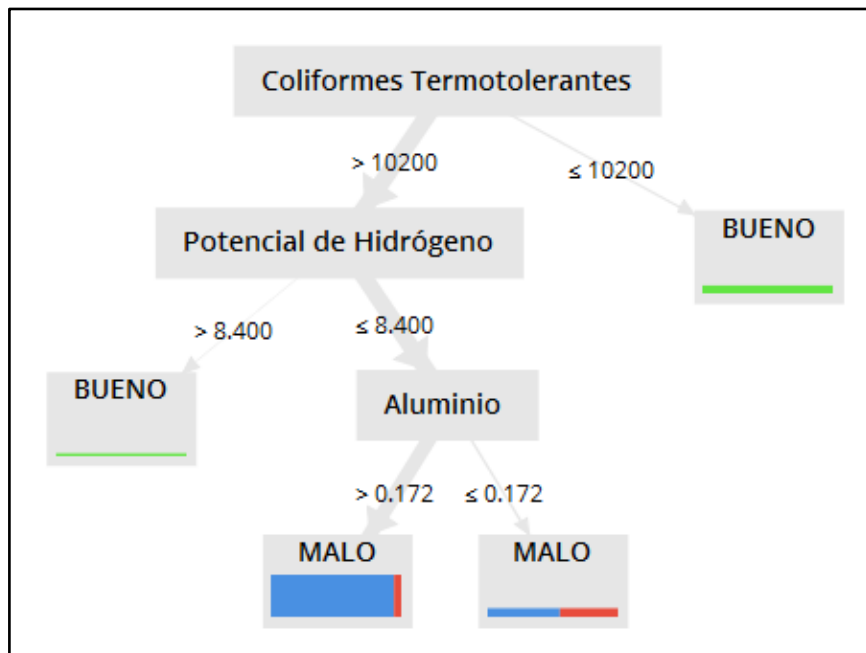 Coliformes Termotolerantes
> 10200
≤ 10200
Potencial de Hidrógeno
BUENO
> 8.400
≤ 8.400
BUENO
Aluminio
> 0.172
≤ 0.172
MALO
MALO